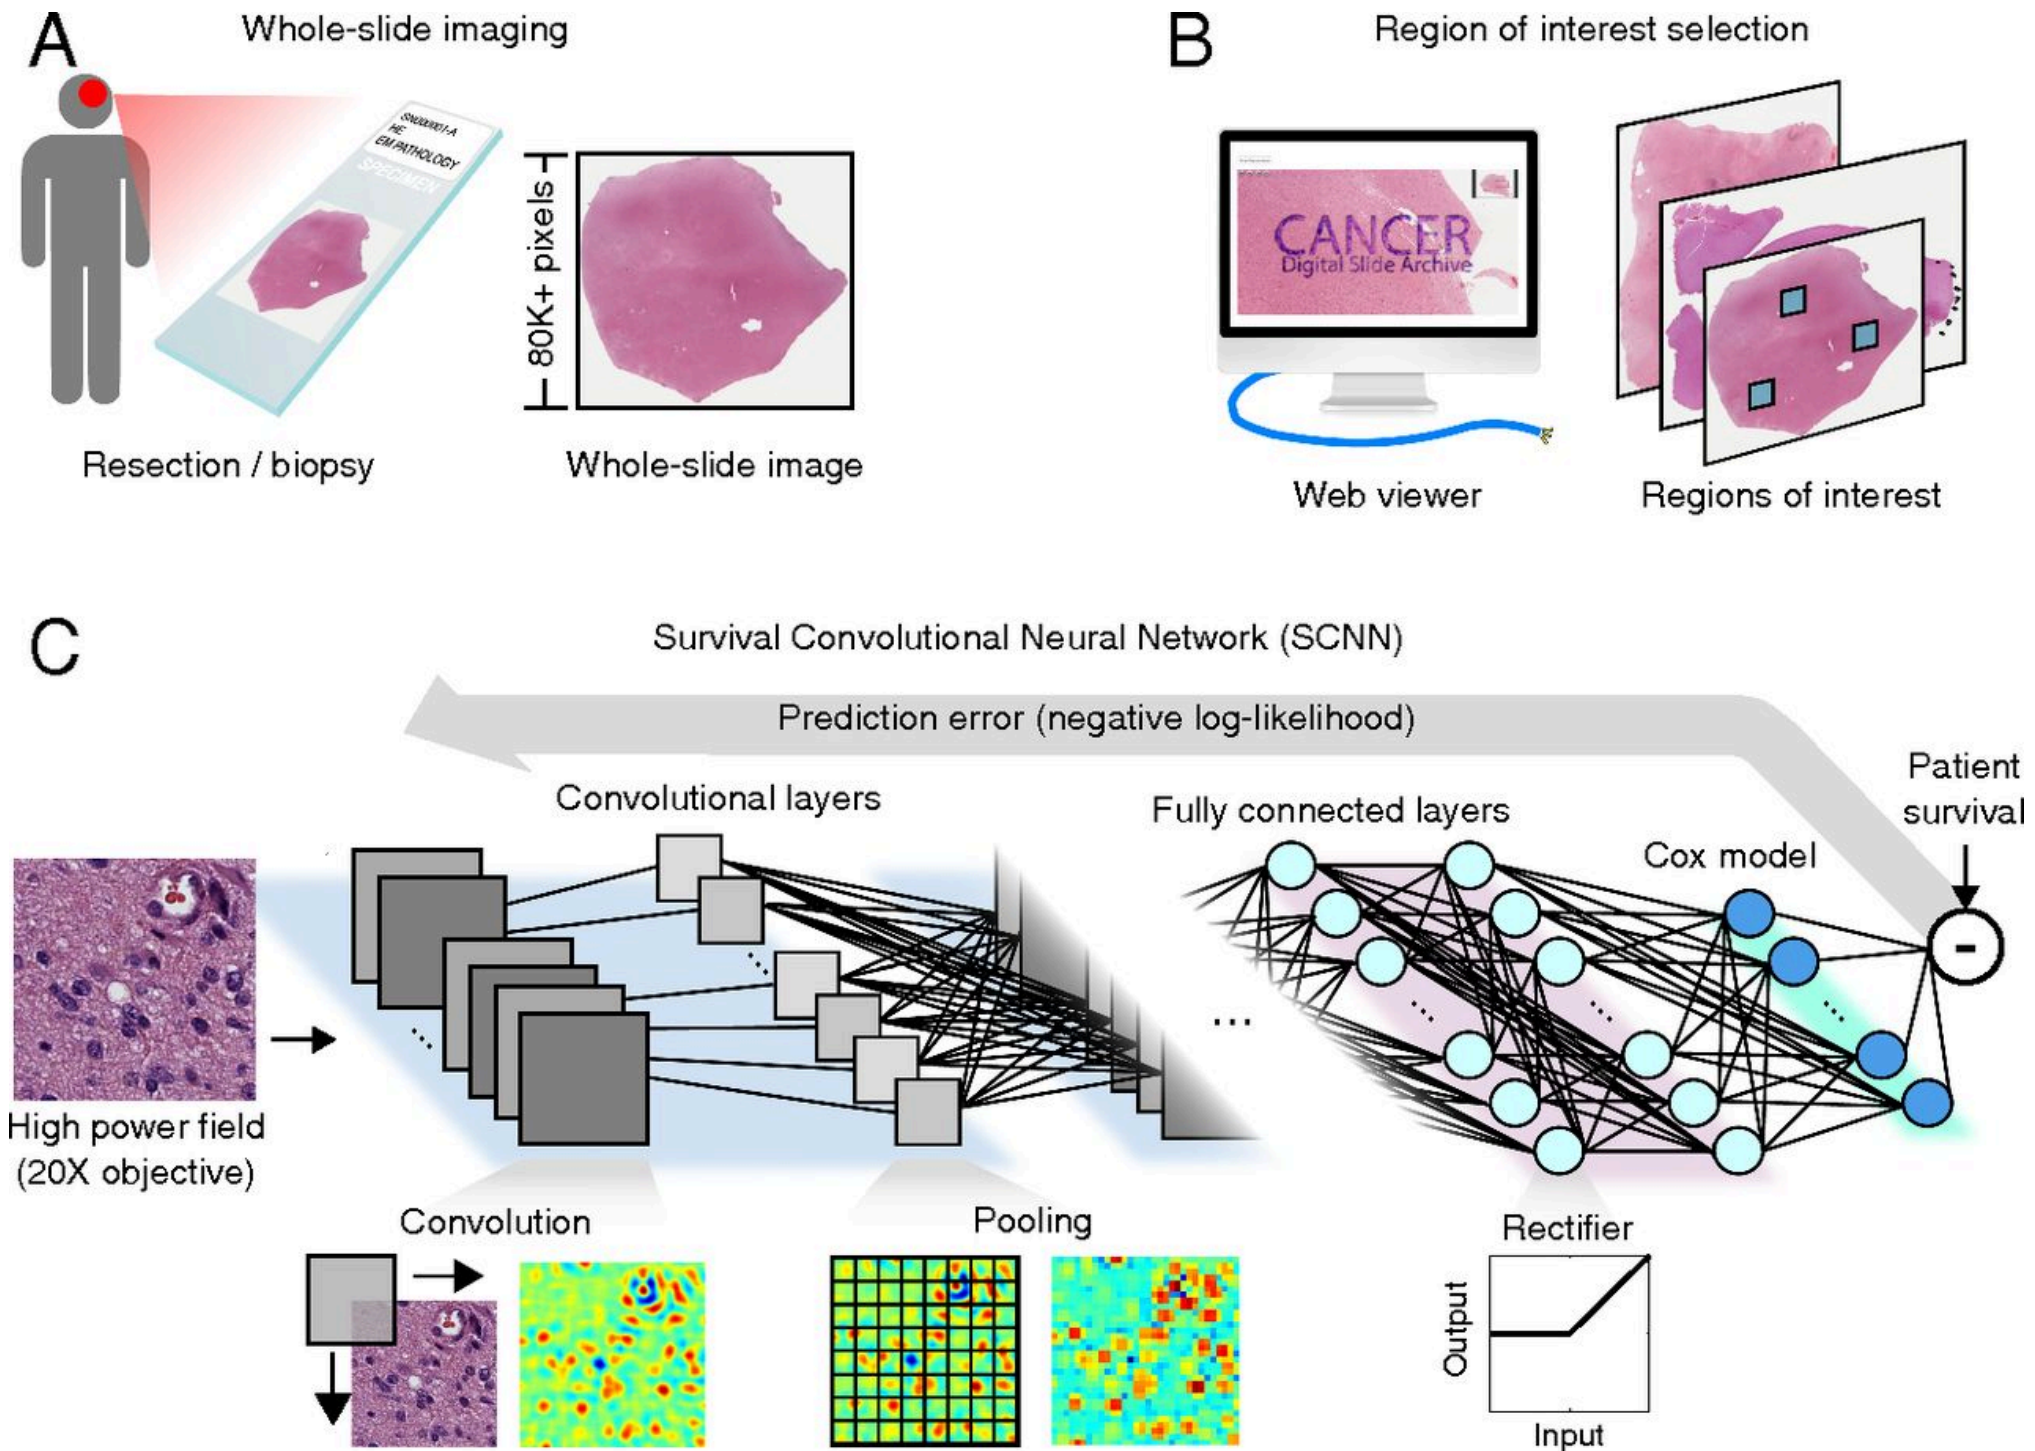 A
Whole-slide imaging
SN000001-A
HE
EM PATHOLOGY
SPECIMEN
80K+ pixels
Resection / biopsy
Whole-slide image
B
Region of interest selection
CANCER
Digital Slide Archive
Web viewer
Regions of interest
C
Survival Convolutional Neural Network (SCNN)
Prediction error (negative log-likelihood)
Patient
survival
Convolutional layers
Fully connected layers
Cox model
-
...
High power field
(20X objective)
Convolution
Pooling
Rectifier
Output
Input